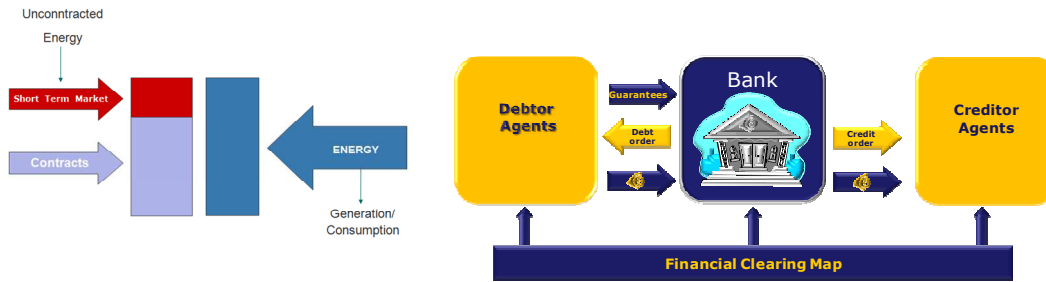 Unconntracted
Energy
Short Term Market
Contracts
ENERGY
Generation/
Consumption
Debtor
Agents
Guarantees
Debt
order
Bank
Credit
order
Creditor
Agents
Financial Clearing Map